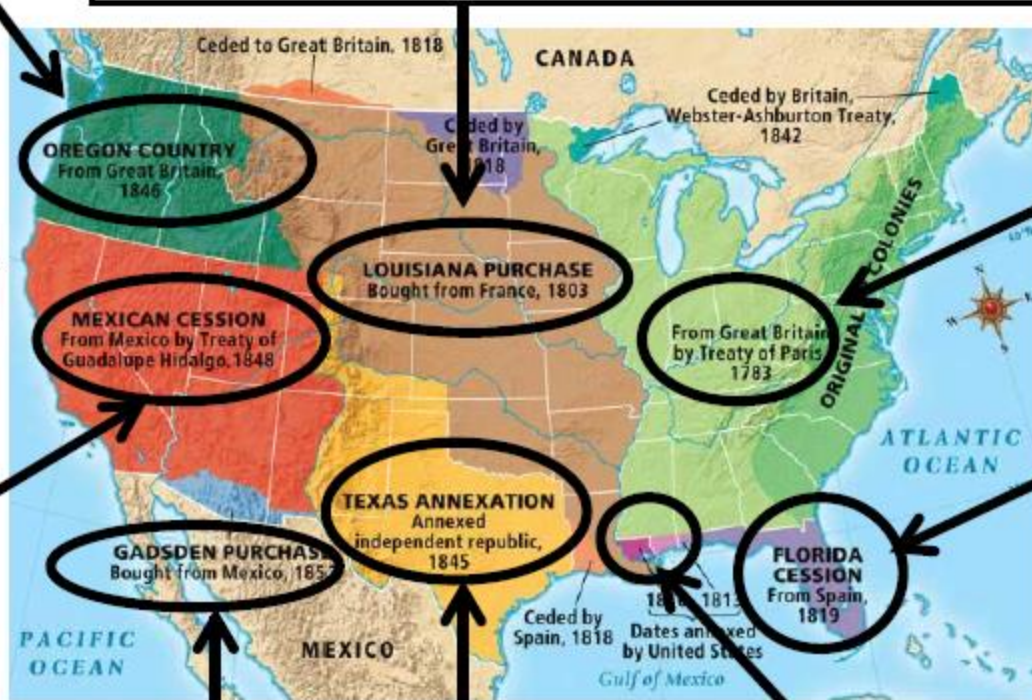 Ceded to Great Britain, 1818
CANADA
Ceded by Britain,
Webster-Ashburton Treaty,
1842
Ceded by
Great Britain,
1818
OREGON COUNTRY
From Great Britain,
1846
LOUISIANA PURCHASE
Bought from France, 1803
MEXICAN CESSION
From Mexico by Treaty of
Guadalupe Hidalgo, 1848
From Great Britain
by Treaty of Paris
1783
ORIGINAL COLONIES
40°N
N
ATLANTIC
OCEAN
TEXAS ANNEXATION
Annexed
independent republic,
1845
GADSDEN PURCHASE
Bought from Mexico, 1853
FLORIDA
CESSION
From Spain,
1819
1813
Ceded by
Spain, 1818
Dates annexed
by United States
PACIFIC
OCEAN
MEXICO
Gulf of Mexico